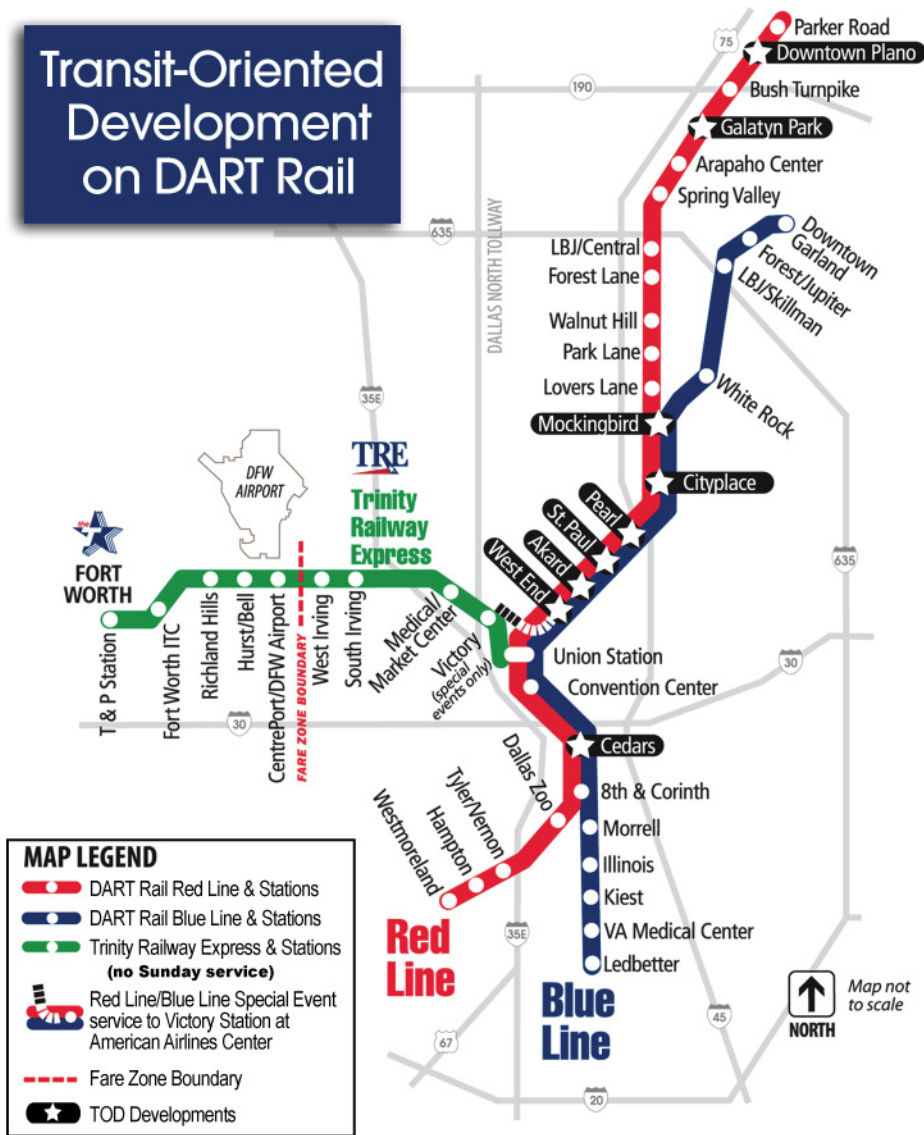 Transit-Oriented
Development
on DART Rail
75
190
635
DALLAS NORTH TOLLWAY
35E
Parker Road
Downtown Plano
Bush Turnpike
Galatyn Park
Arapaho Center
Spring Valley
LBJ/Central
Forest Lane
Walnut Hill
Park Lane
Lovers Lane
Mockingbird
Cityplace
Downtown
Garland
Forest/Jupiter
LBJ/Skillman
White Rock
Pearl
St. Paul
Akard
West End
635
DFW
AIRPORT
TRE
Trinity
Railway
Express
the
T
FORT
WORTH
T & P Station
Fort Worth ITC
Richland Hills
Hurst/Bell
CentrePort/DFW Airport
FARE ZONE BOUNDARY
West Irving
South Irving
Medical/
Market Center
Victory
(special
events only)
Union Station
Convention Center
30
30
Cedars
8th & Corinth
Dallas Zoo
Tyler/Vernon
Hampton
Westmoreland
Morrell
Illinois
Kiest
VA Medical Center
Ledbetter
Red
Line
Blue
Line
35E
67
45
20
NORTH
Map not
to scale
MAP LEGEND
DART Rail Red Line & Stations
DART Rail Blue Line & Stations
Trinity Railway Express & Stations
(no Sunday service)
Red Line/Blue Line Special Event
service to Victory Station at
American Airlines Center
Fare Zone Boundary
TOD Developments